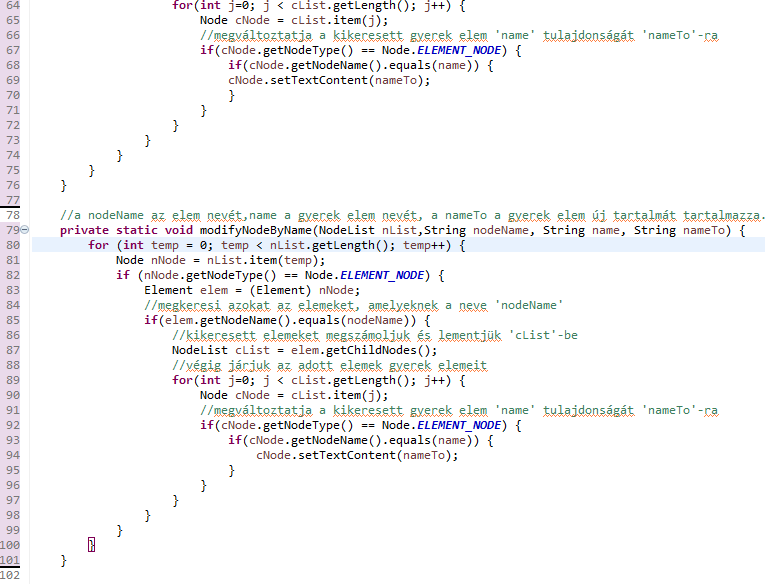 64 for(int j=0; j < cList.getLength(); j++) {
65 Node cNode = cList.item(j);
66 //megváltoztatja a kikeresett gyerek elem 'name' tulajdonságát 'nameTo'-ra
67 if(cNode.getNodeType() == Node.ELEMENT_NODE) {
68 if(cNode.getNodeName().equals(name)) {
69 cNode.setTextContent(nameTo);
70 }
71 }
72 }
73 }
74 }
75 }
76 }
77
78 //a nodeName az elem nevét,name a gyerek elem nevét, a nameTo a gyerek elem új tartalmát tartalmazza.
79 private static void modifyNodeByName(NodeList nList,String nodeName, String name, String nameTo) {
80 for (int temp = 0; temp < nList.getLength(); temp++) {
81 Node nNode = nList.item(temp);
82 if (nNode.getNodeType() == Node.ELEMENT_NODE) {
83 Element elem = (Element) nNode;
84 //megkeresi azokat az elemeket, amelyeknek a neve 'nodeName'
85 if(elem.getNodeName().equals(nodeName)) {
86 //kikeresett elemeket megszámoljuk és lementjük 'cList'-be
87 NodeList cList = elem.getChildNodes();
88 //végig járjuk az adott elemek gyerek elemeit
89 for(int j=0; j < cList.getLength(); j++) {
90 Node cNode = cList.item(j);
91 //megváltoztatja a kikeresett gyerek elem 'name' tulajdonságát 'nameTo'-ra
92 if(cNode.getNodeType() == Node.ELEMENT_NODE) {
93 if(cNode.getNodeName().equals(name)) {
94 cNode.setTextContent(nameTo);
95 }
96 }
97 }
98 }
99 }
100 }
101 }
102